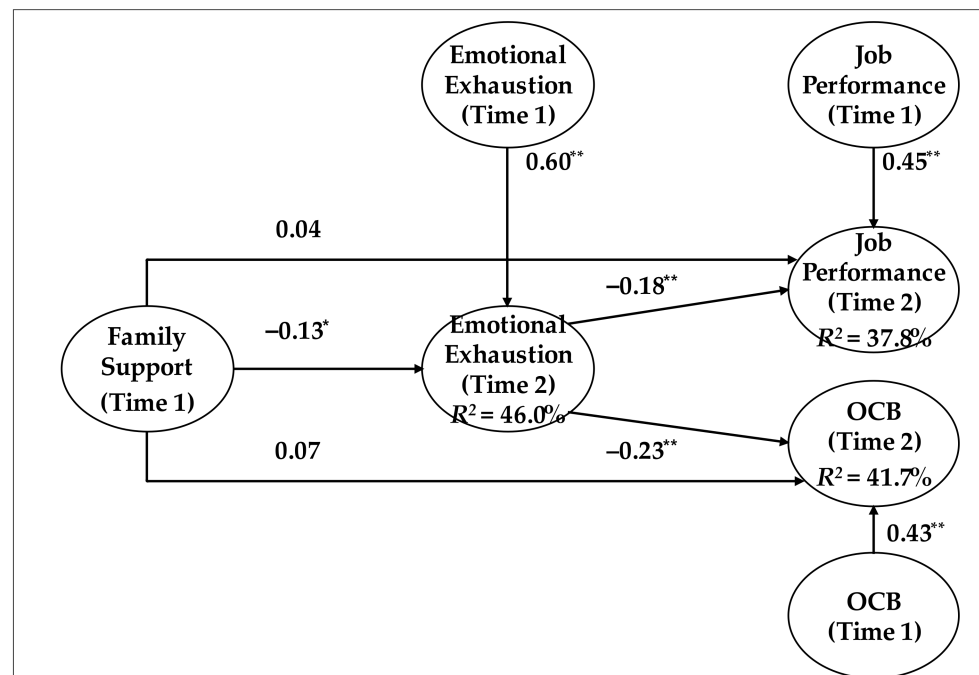 Emotional
Exhaustion
(Time 1)
Job
Performance
(Time 1)
0.60**
0.45**
0.04
Job
Performance
(Time 2)
R² = 37.8%
−0.18**
Family
Support
(Time 1)
−0.13*
Emotional
Exhaustion
(Time 2)
R² = 46.0%
OCB
(Time 2)
R² = 41.7%
0.07
−0.23**
0.43**
OCB
(Time 1)